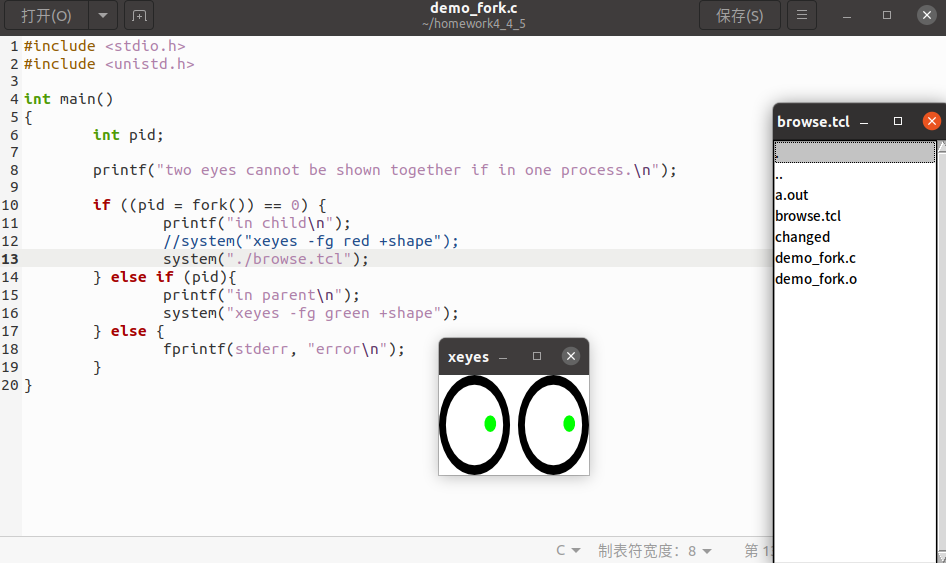 打开(O)
demo_fork.c
~/homework4_4_5
保存(S)
1 #include <stdio.h>
2 #include <unistd.h>
3
4 int main()
5 {
6         int pid;
7
8         printf("two eyes cannot be shown together if in one process.\n");
9
10         if ((pid = fork()) == 0) {
11                 printf("in child\n");
12                 //system("xeyes -fg red +shape");
13                 system("./browse.tcl");
14         } else if (pid){
15                 printf("in parent\n");
16                 system("xeyes -fg green +shape");
17         } else {
18                 fprintf(stderr, "error\n");
19         }
20 }
browse.tcl
.
..
a.out
browse.tcl
changed
demo_fork.c
demo_fork.o
xeyes
C 制表符宽度：8 第 1